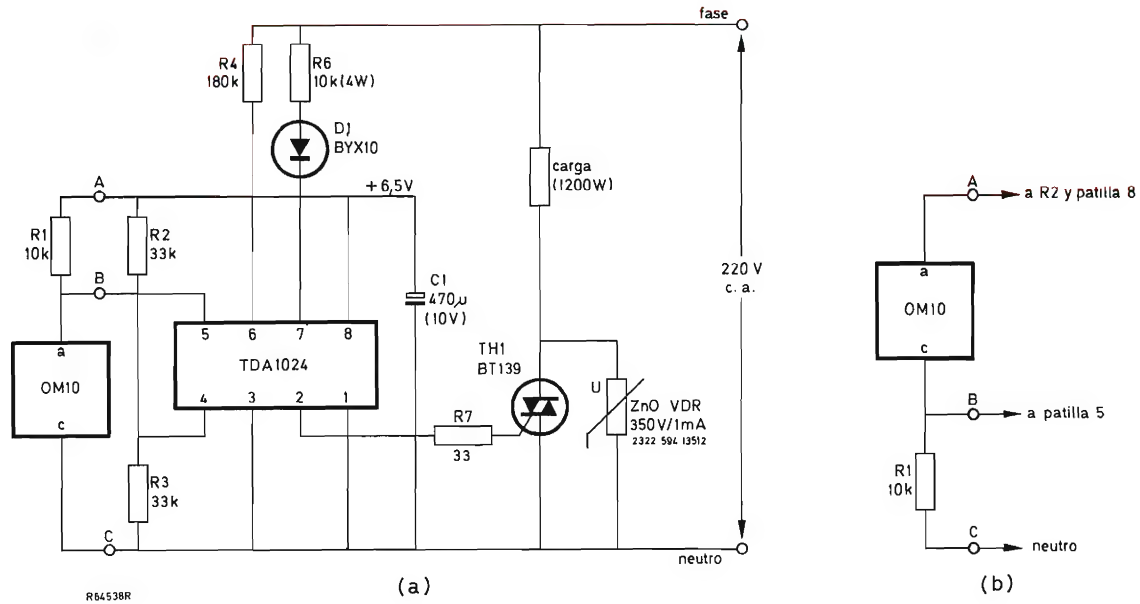 fase
R4
180k
R6
10k(4W)
D1
BYX10
carga
(1200W)
A
+6,5V
R1
10k
R2
33k
B
C1
470μ
(10V)
220 V
c. a.
5 6 7 8
TDA1024
4 3 2 1
a
OM10
c
TH1
BT139
U
ZnO VDR
350V/1mA
2322 594 13512
R7
33
R3
33k
C
neutro
(a)
R64538R
A
a R2 y patilla 8
a
OM10
c
B
a patilla 5
R1
10k
C
neutro
(b)